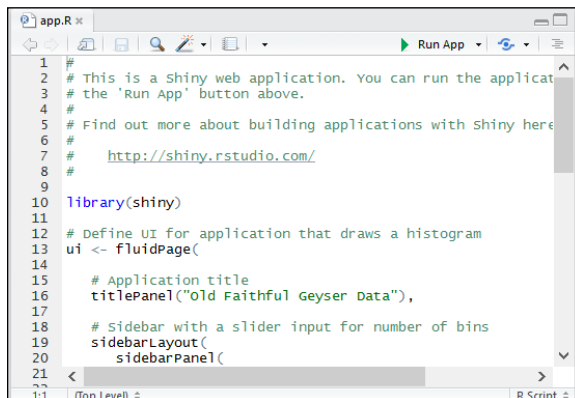 app.R
Run App
1 #
2 # This is a Shiny web application. You can run the applicat
3 # the 'Run App' button above.
4 #
5 # Find out more about building applications with Shiny here
6 #
7 #    http://shiny.rstudio.com/
8 #
9
10 library(shiny)
11
12 # Define UI for application that draws a histogram
13 ui <- fluidPage(
14
15    # Application title
16    titlePanel("Old Faithful Geyser Data"),
17
18    # Sidebar with a slider input for number of bins
19    sidebarLayout(
20       sidebarPanel(
21
22
1:1 (Top Level) R Script